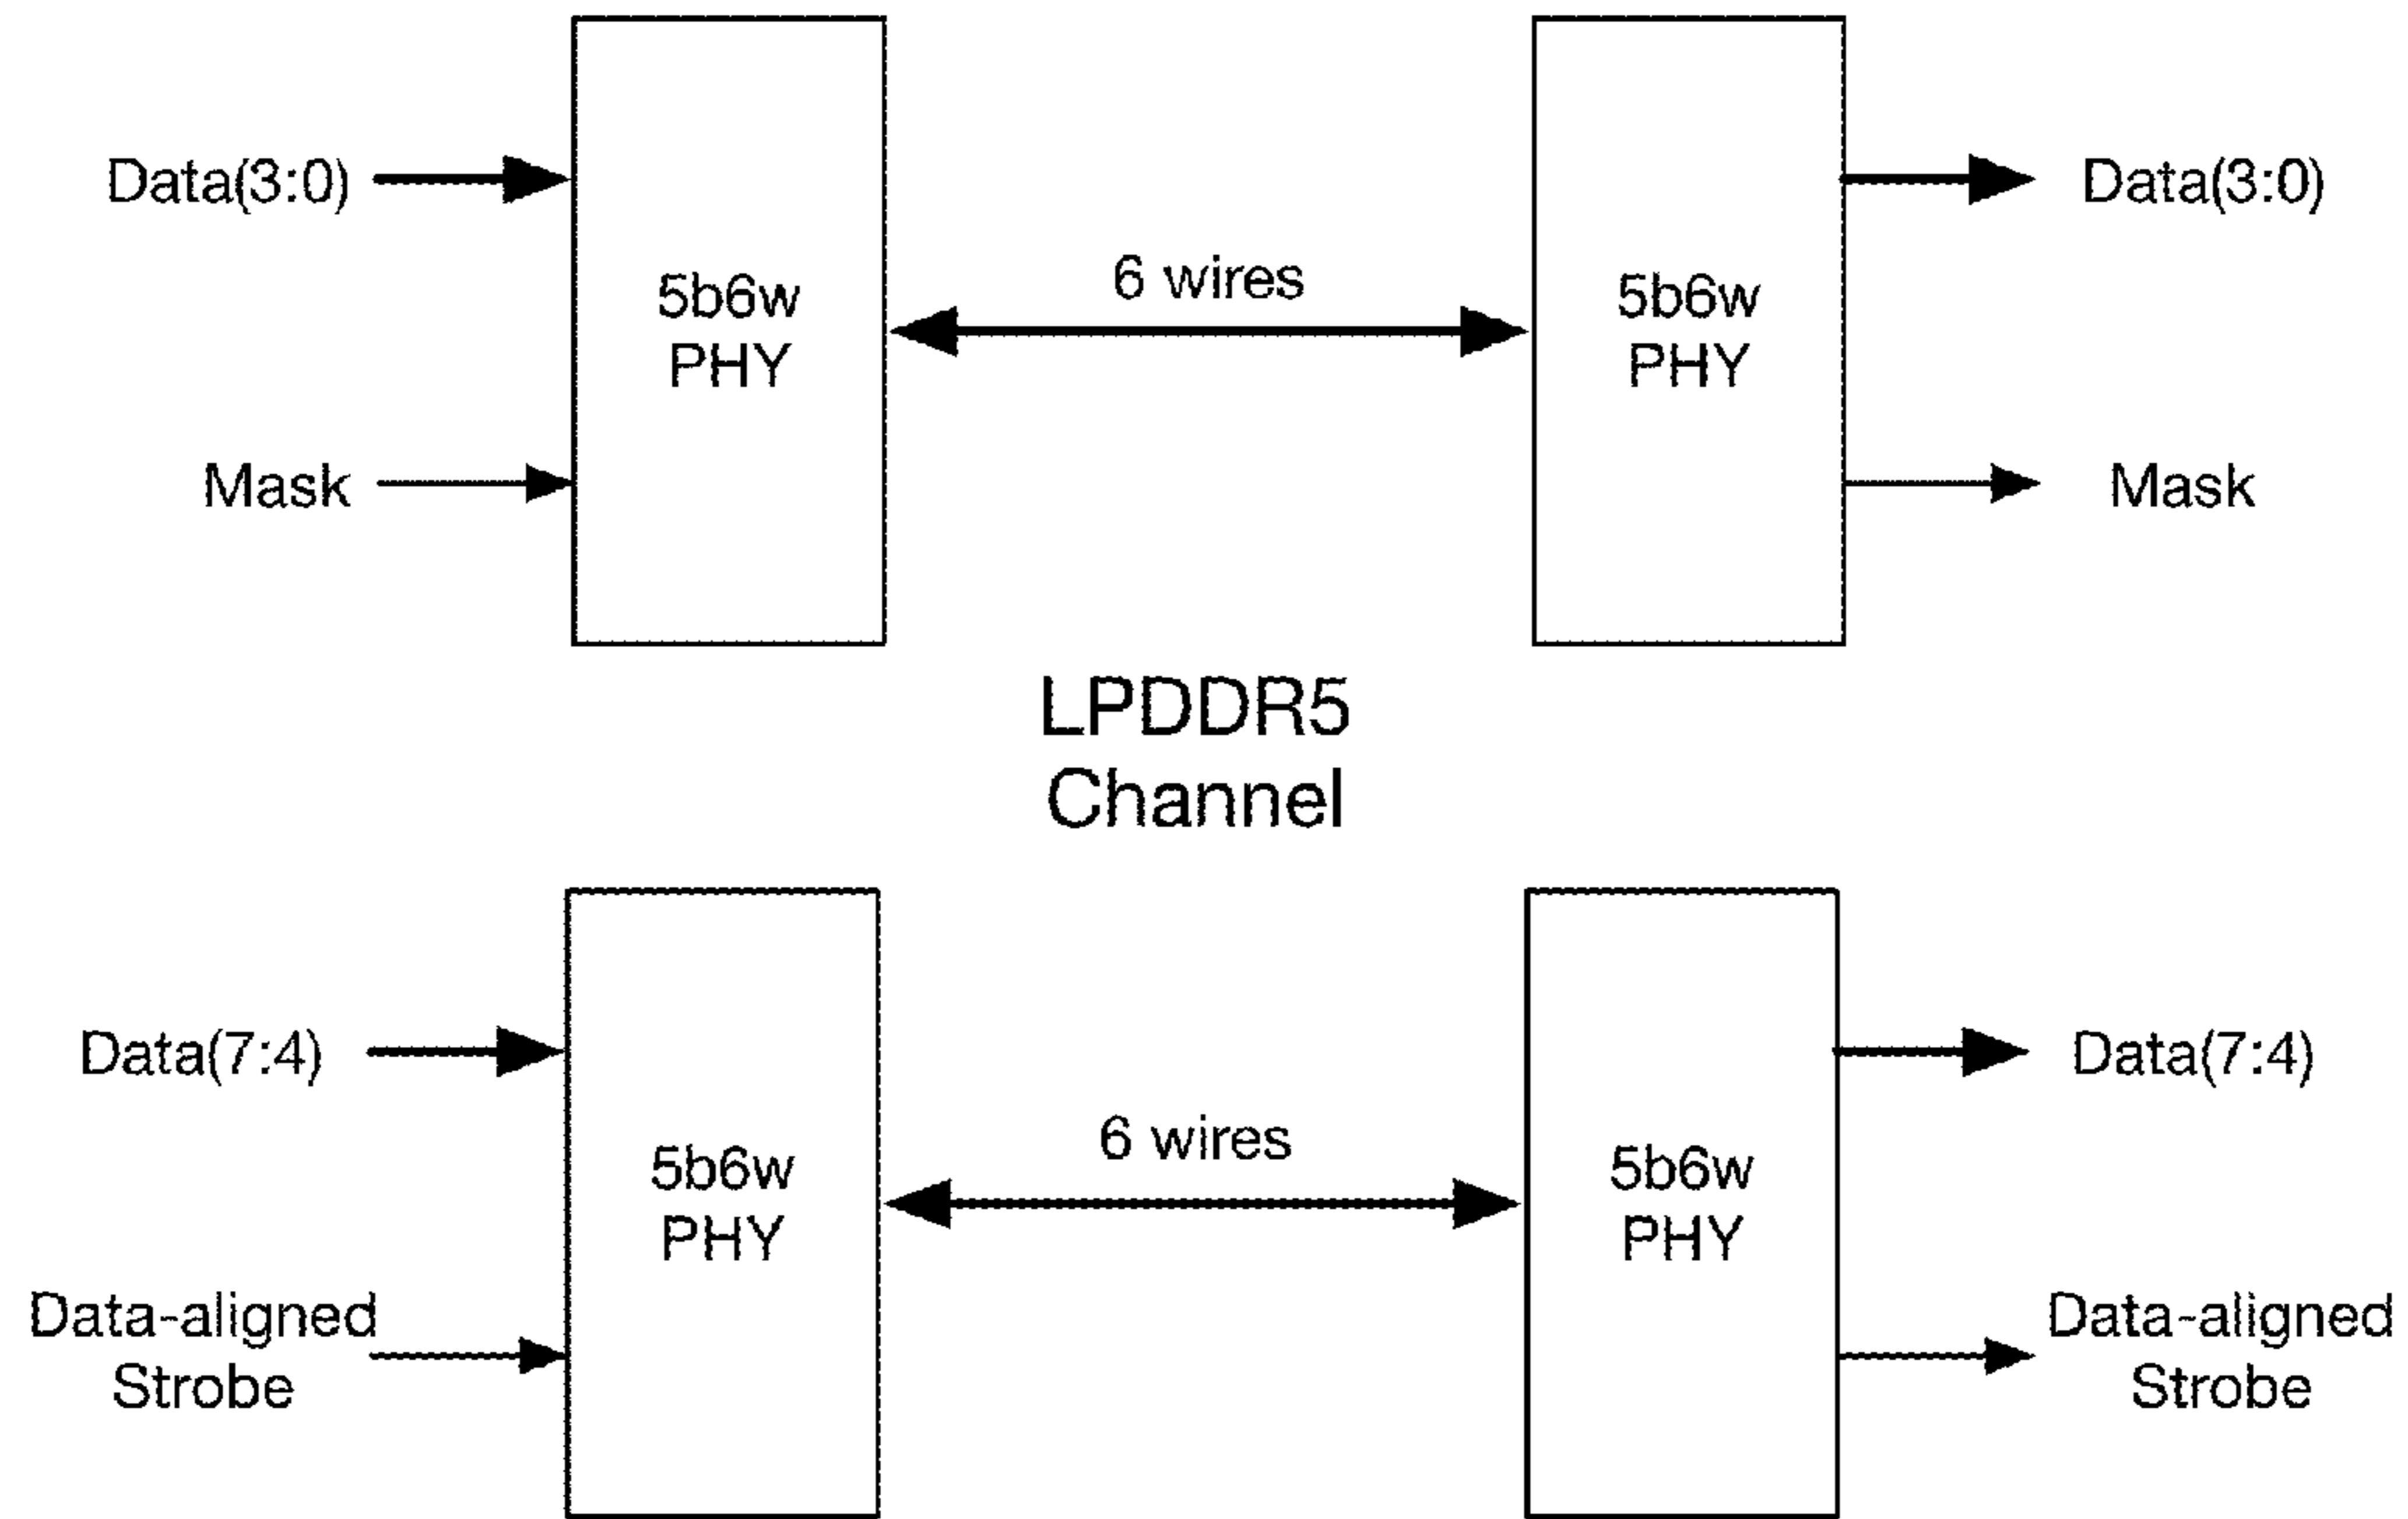 Data(3:0)
5b6w
PHY
6 wires
5b6w
PHY
Data(3:0)
Mask
Mask
LPDDR5
Channel
Data(7:4)
5b6w
PHY
6 wires
5b6w
PHY
Data(7:4)
Data-aligned
Strobe
Data-aligned
Strobe